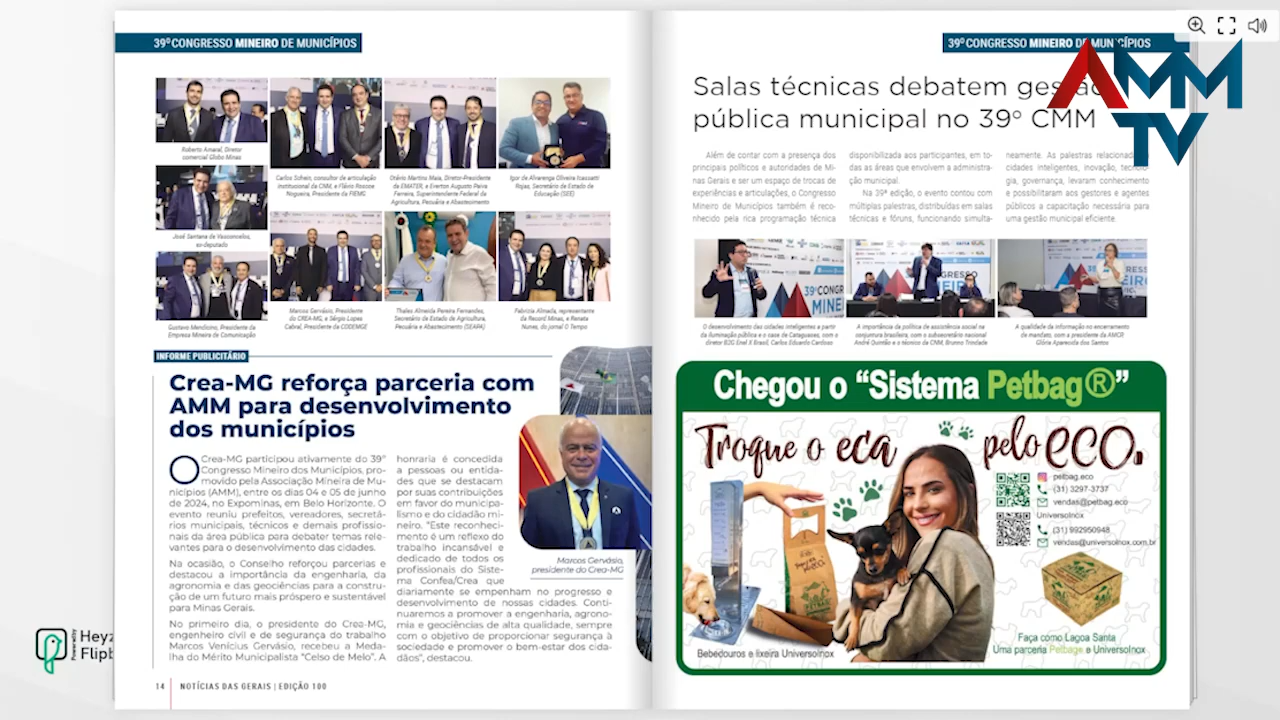 39º CONGRESSO MINEIRO DE MUNICÍPIOS
Roberto Amaral, Diretor
comercial Globo Minas
Carlos Schein, consultor de articulação
institucional da CNM, e Flávio Roscoe
Nogueira, Presidente da FIEMG
Otávio Martins Maia, Diretor-Presidente
da EMATER, e Everton Augusto Paiva
Ferreira, Superintendente Federal da
Agricultura, Pecuária e Abastecimento
Igor de Alvarenga Oliveira Icassatti
Rojas, Secretário de Estado de
Educação (SEE)
José Santana de Vasconcelos,
ex-deputado
Gustavo Mendicino, Presidente da
Empresa Mineira de Comunicação
Marcos Gervásio, Presidente
do CREA-MG, e Sérgio Lopes
Cabral, Presidente da CODEMGE
Thales Almeida Pereira Fernandes,
Secretário de Estado de Agricultura,
Pecuária e Abastecimento (SEAPA)
Fabrizia Almada, representante
da Record Minas, e Renata
Nunes, do jornal O Tempo
INFORME PUBLICITÁRIO
Crea-MG reforça parceria com
AMM para desenvolvimento
dos municípios
O Crea-MG participou ativamente do 39º
Congresso Mineiro dos Municípios, pro-
movido pela Associação Mineira de Mu-
nicípios (AMM), entre os dias 04 e 05 de junho
de 2024, no Expominas, em Belo Horizonte. O
evento reuniu prefeitos, vereadores, secretá-
rios municipais, técnicos e demais profissio-
nais da área pública para debater temas rele-
vantes para o desenvolvimento das cidades.
Na ocasião, o Conselho reforçou parcerias e
destacou a importância da engenharia, da
agronomia e das geociências para a constru-
ção de um futuro mais próspero e sustentável
para Minas Gerais.
No primeiro dia, o presidente do Crea-MG,
engenheiro civil e de segurança do trabalho
Marcos Venícius Gervásio, recebeu a Meda-
lha do Mérito Municipalista “Celso de Melo”. A
honraria é concedida
a pessoas ou entida-
des que se destacam
por suas contribuições
em favor do municipa-
lismo e do cidadão mi-
neiro. “Este reconheci-
mento é um reflexo do
trabalho incansável e
dedicado de todos os
profissionais do Siste-
ma Confea/Crea que
diariamente se empenham no progresso e
desenvolvimento de nossas cidades. Conti-
nuaremos a promover a engenharia, agrono-
mia e geociências de alta qualidade, sempre
com o objetivo de proporcionar segurança à
sociedade e promover o bem-estar dos cida-
dãos”, destacou.
Marcos Gervásio,
presidente do Crea-MG
14 NOTÍCIAS DAS GERAIS | EDIÇÃO 100
39º CONGRESSO MINEIRO DE MUNICÍPIOS
AMM
TV
Salas técnicas debatem gestão
pública municipal no 39º CMM
Além de contar com a presença dos
principais políticos e autoridades de Mi-
nas Gerais e ser um espaço de trocas de
experiências e articulações, o Congresso
Mineiro de Municípios também é reco-
nhecido pela rica programação técnica
disponibilizada aos participantes, em to-
das as áreas que envolvem a administra-
ção municipal.
Na 39ª edição, o evento contou com
múltiplas palestras, distribuídas em salas
técnicas e fóruns, funcionando simulta-
neamente. As palestras relacionadas a
cidades inteligentes, inovação, tecnolo-
gia, governança, levaram conhecimento
e possibilitaram aos gestores e agentes
públicos a capacitação necessária para
uma gestão municipal eficiente.
O desenvolvimento das cidades inteligentes a partir
da iluminação pública e o case de Cataguases, com o
diretor B2G Enel X Brasil, Carlos Eduardo Cardoso
A importância da política de assistência social na
conjuntura brasileira, com o subsecretário nacional
André Quintão e o técnico da CNM, Brunno Trindade
A qualidade da informação no encerramento
de mandato, com a presidente da AMCR
Glória Aparecida dos Santos
Chegou o “Sistema Petbag®”
Troque o eca pelo eco.
petbag.eco
(31) 3297-3737
vendas@petbag.eco
UniversoInox
(31) 992950948
vendas@universoinox.com.br
PETBAG
Bebedouros e lixeira UniversoInox
Faça como Lagoa Santa
Uma parceria Petbag e UniversoInox